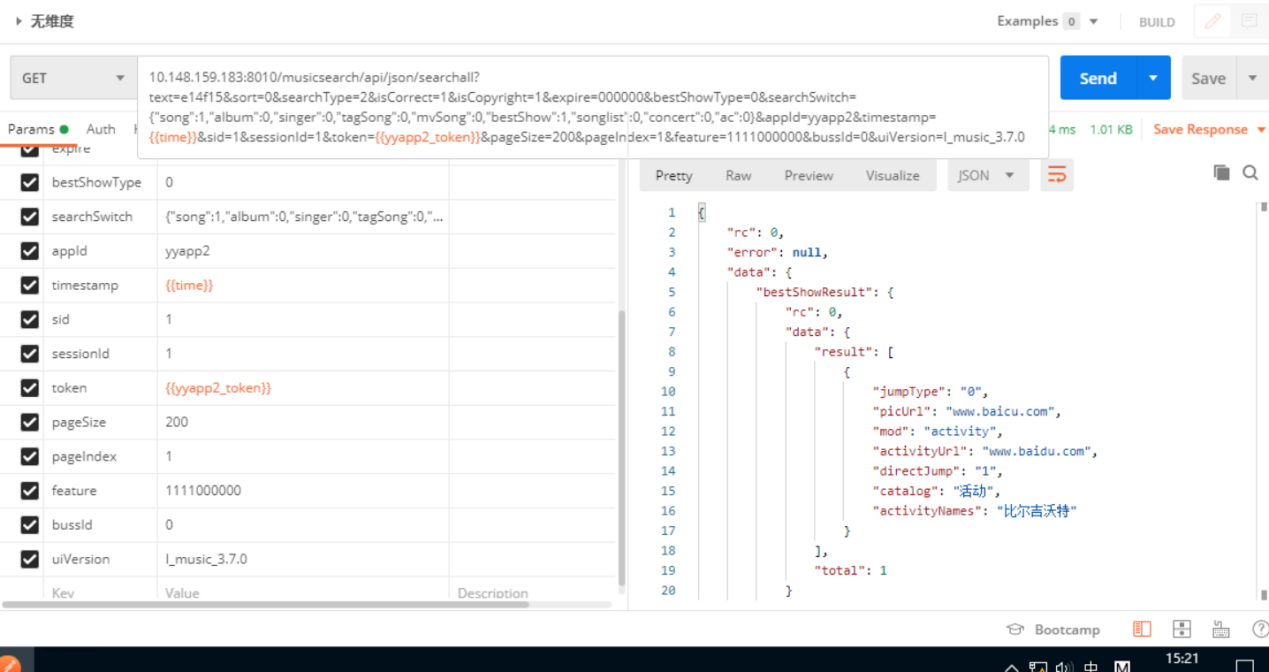 无维度
Examples 0
BUILD
GET
10.148.159.183:8010/musicsearch/api/json/searchall?
text=e14f15&sort=0&searchType=2&isCorrect=1&isCopyright=1&expire=000000&bestShowType=0&searchSwitch=
{"song":1,"album":0,"singer":0,"tagSong":0,"mvSong":0,"bestShow":1,"songlist":0,"concert":0,"ac":0}&appId=yyapp2&timestamp=
{{time}}&sid=1&sessionId=1&token={{yyapp2_token}}&pageSize=200&pageIndex=1&feature=1111000000&bussId=0&uiVersion=I_music_3.7.0
Send
Save
Params
Auth
4 ms
1.01 KB
Save Response
expire
bestShowType 0
searchSwitch {"song":1,"album":0,"singer":0,"tagSong":0,"...
appId yyapp2
timestamp {{time}}
sid 1
sessionId 1
token {{yyapp2_token}}
pageSize 200
pageIndex 1
feature 1111000000
bussId 0
uiVersion I_music_3.7.0
Key Value Description
Pretty Raw Preview Visualize JSON
1 {
2 "rc": 0,
3 "error": null,
4 "data": {
5 "bestShowResult": {
6 "rc": 0,
7 "data": {
8 "result": [
9 {
10 "jumpType": "0",
11 "picUrl": "www.baicu.com",
12 "mod": "activity",
13 "activityUrl": "www.baidu.com",
14 "directJump": "1",
15 "catalog": "活动",
16 "activityNames": "比尔吉沃特"
17 }
18 ],
19 "total": 1
20 }
Bootcamp
中
M
15:21